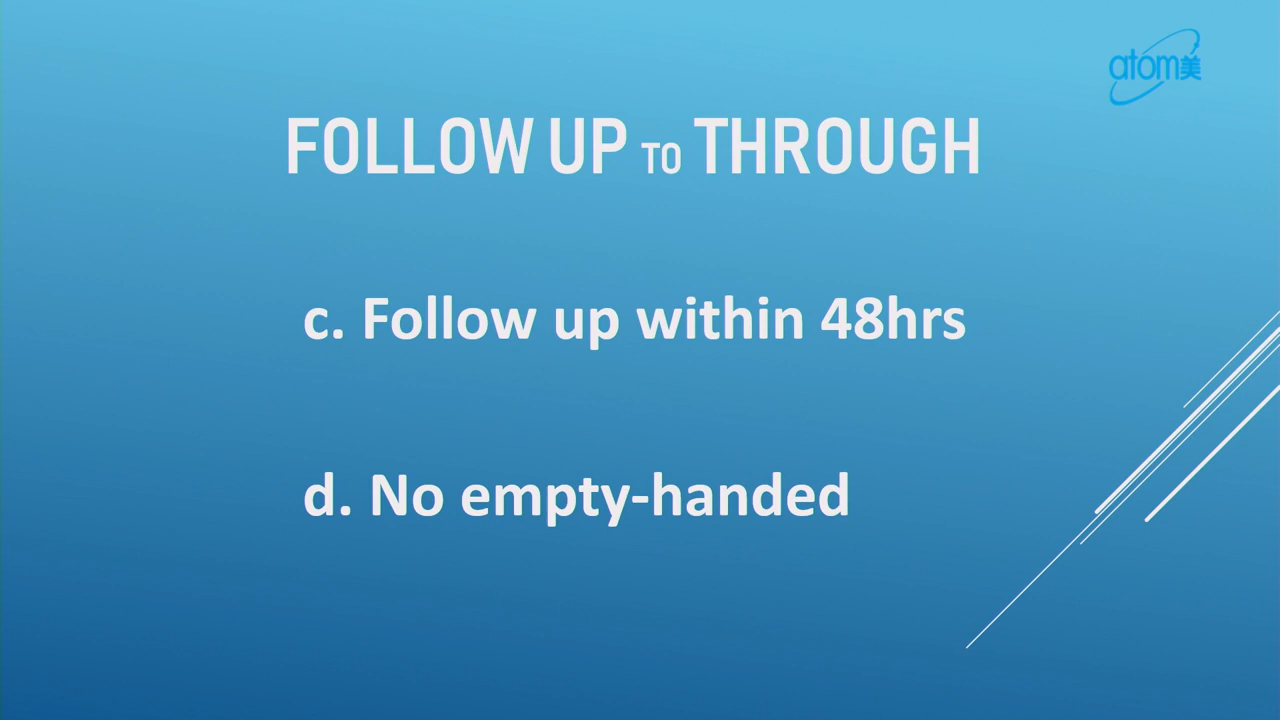 atom美
FOLLOW UP TO THROUGH
c. Follow up within 48hrs
d. No empty-handed